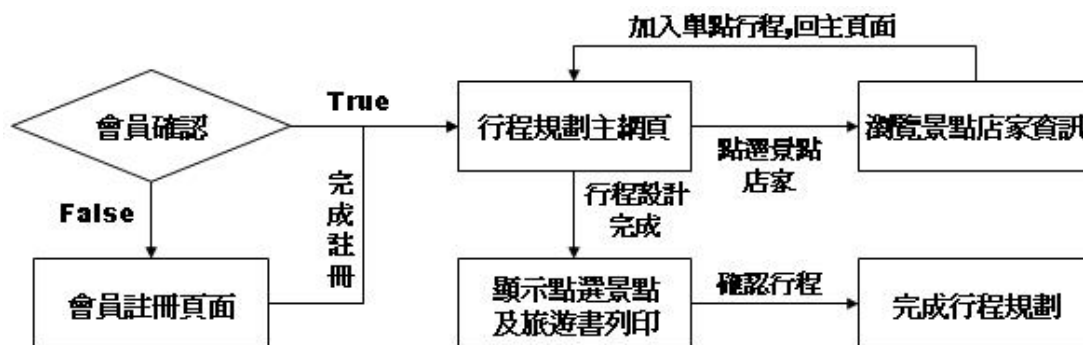 加入單點行程,回主頁面
會員確認
True
行程規劃主網頁
點選景點
店家
瀏覽景點店家資訊
False
完
成
註
冊
行程設計
完成
會員註冊頁面
顯示點選景點
及旅遊書列印
確認行程
完成行程規劃